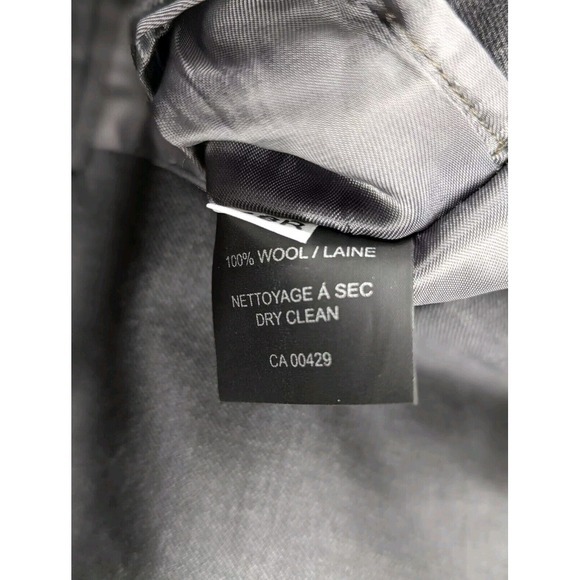 100% WOOL / LAINE
NETTOYAGE Á SEC
DRY CLEAN
CA 00429